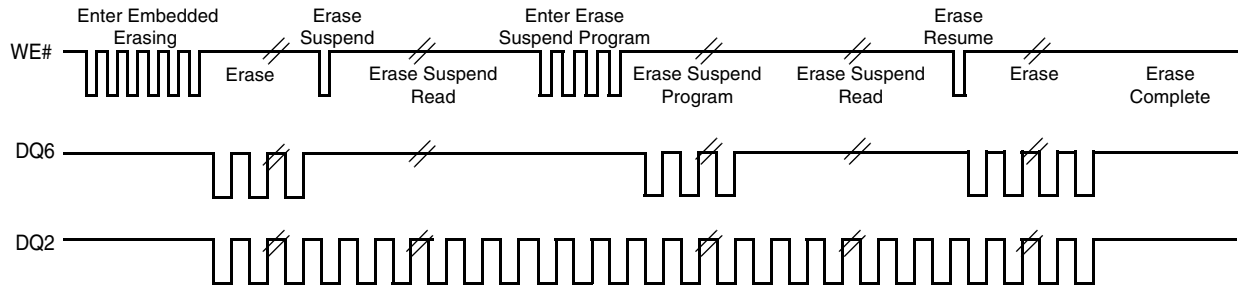 Enter Embedded
Erasing
Erase
Suspend
Enter Erase
Suspend Program
Erase
Resume
WE#
Erase
Erase Suspend
Read
Erase Suspend
Program
Erase Suspend
Read
Erase
Erase
Complete
DQ6
DQ2